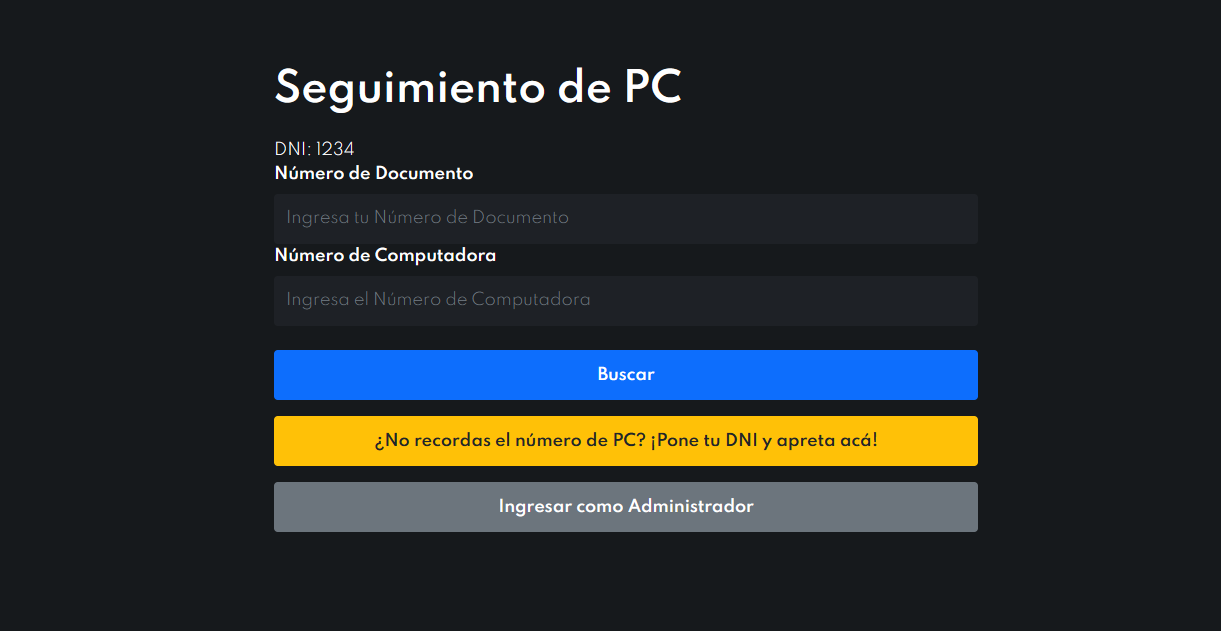 Seguimiento de PC
DNI: 1234
Número de Documento
Ingresa tu Número de Documento
Número de Computadora
Ingresa el Número de Computadora
Buscar
¿No recordas el número de PC? ¡Pone tu DNI y apreta acá!
Ingresar como Administrador